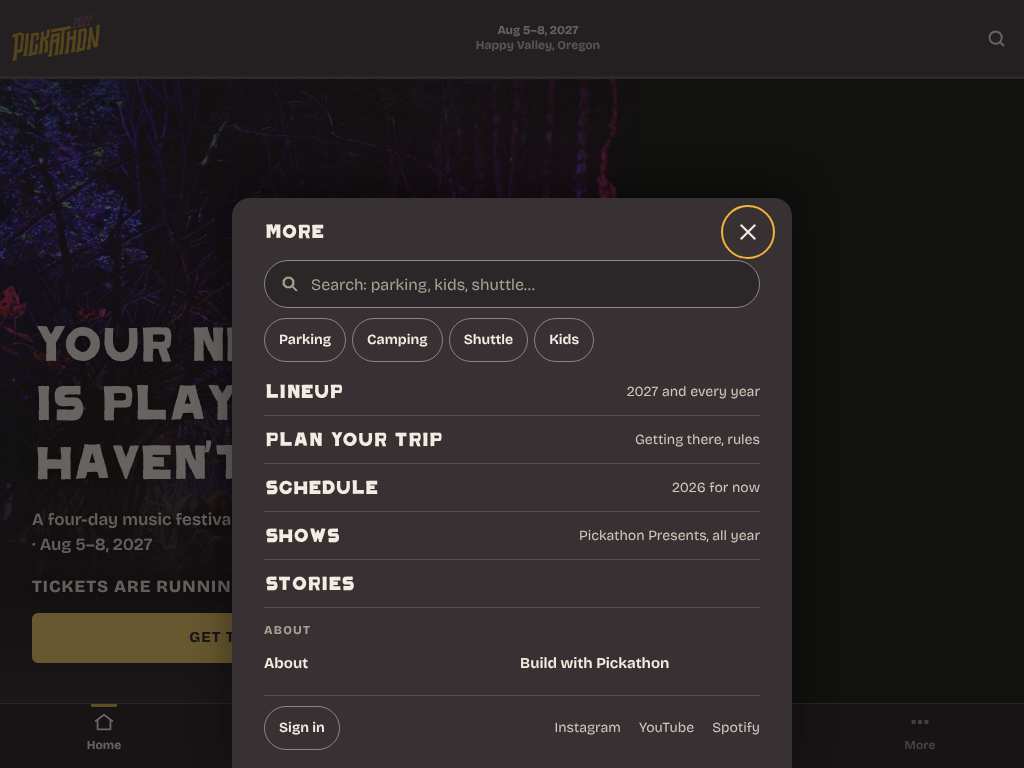 2027
PICKATHON
Aug 5–8, 2027
Happy Valley, Oregon
MORE
Search: parking, kids, shuttle...
Parking Camping Shuttle Kids
LINEUP 2027 and every year
PLAN YOUR TRIP Getting there, rules
SCHEDULE 2026 for now
SHOWS Pickathon Presents, all year
STORIES
ABOUT
About Build with Pickathon
Sign in Instagram YouTube Spotify
YOUR
IS PLAY
HAVEN'T
A four-day music festiva
· Aug 5–8, 2027
TICKETS ARE RUNNIN
GET
Home More